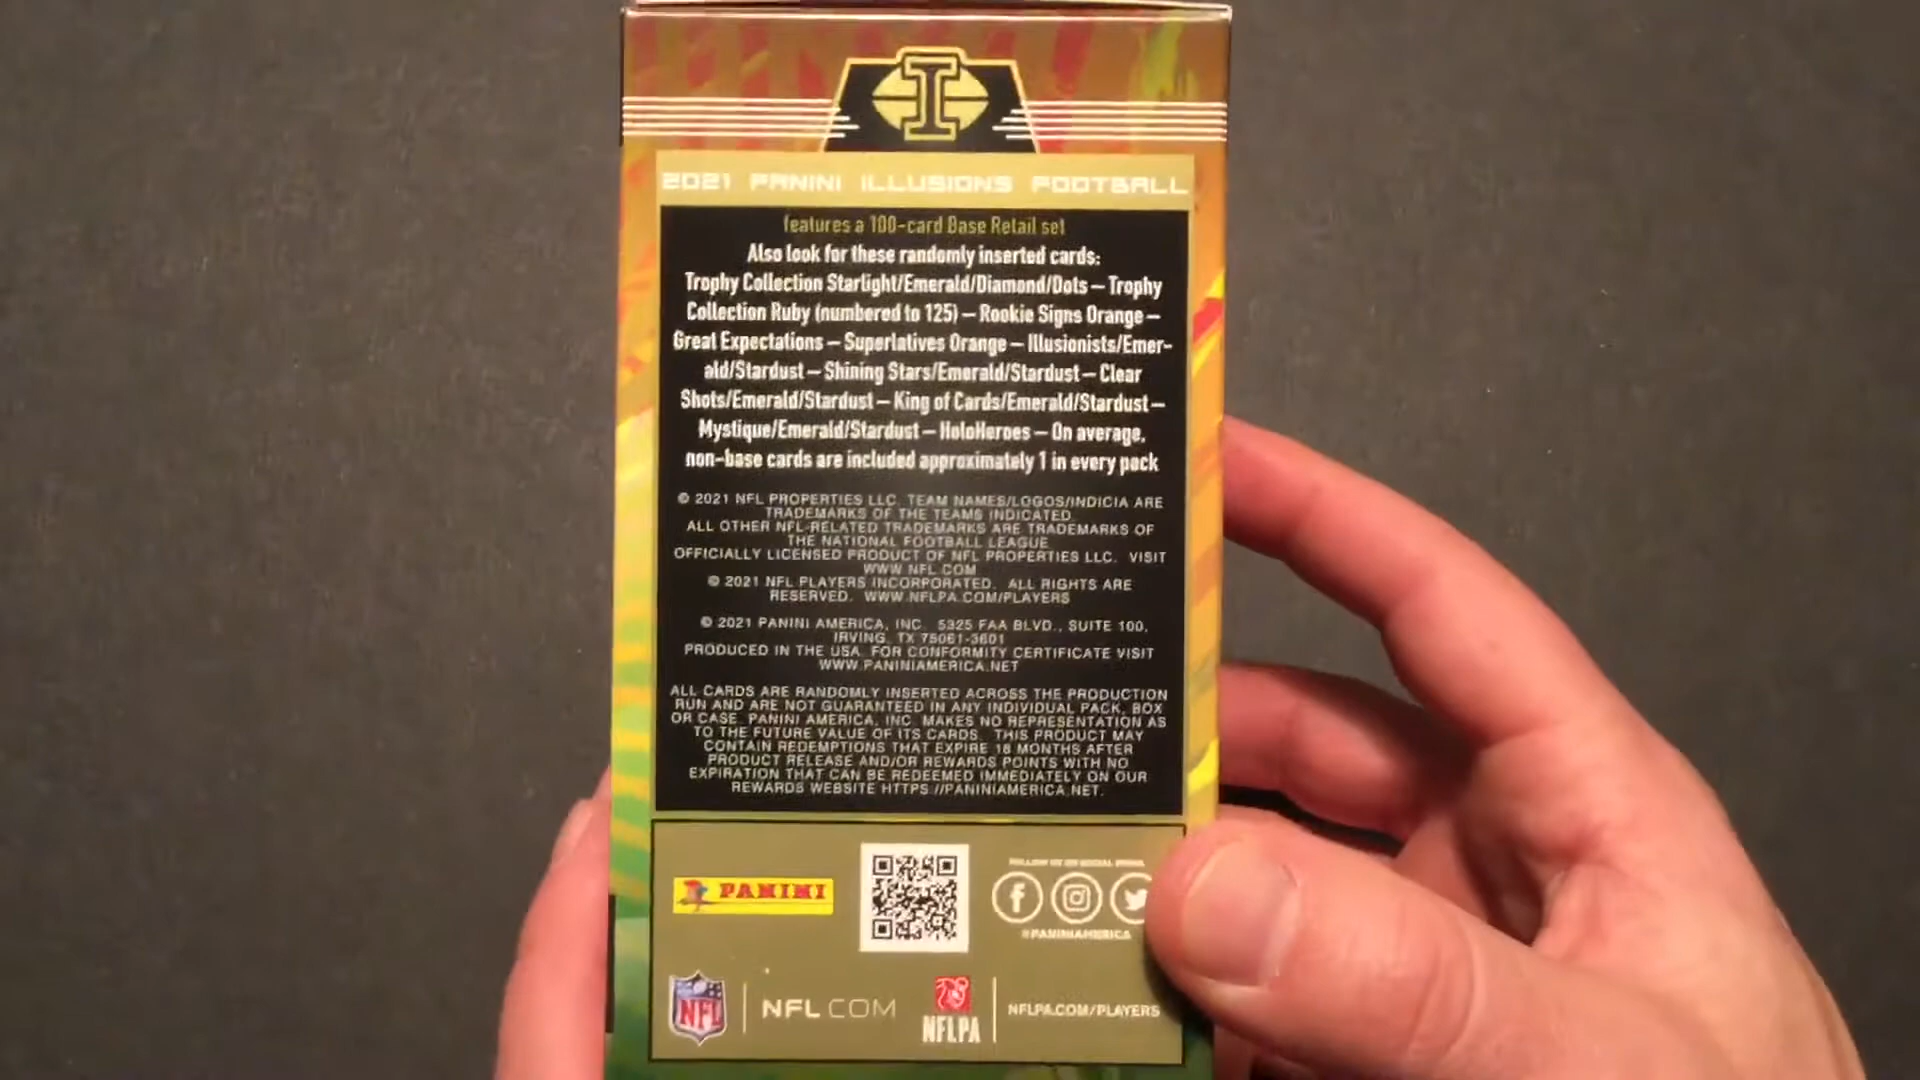 I
2021 PANINI ILLUSIONS FOOTBALL
features a 100-card Base Retail set
Also look for these randomly inserted cards:
Trophy Collection Starlight/Emerald/Diamond/Dots — Trophy
Collection Ruby (numbered to 125) — Rookie Signs Orange —
Great Expectations — Superlatives Orange — Illusionists/Emer-
ald/Stardust — Shining Stars/Emerald/Stardust — Clear
Shots/Emerald/Stardust — King of Cards/Emerald/Stardust —
Mystique/Emerald/Stardust — HoloHeroes — On average,
non-base cards are included approximately 1 in every pack
© 2021 NFL PROPERTIES LLC. TEAM NAMES/LOGOS/INDICIA ARE
TRADEMARKS OF THE TEAMS INDICATED
ALL OTHER NFL-RELATED TRADEMARKS ARE TRADEMARKS OF
THE NATIONAL FOOTBALL LEAGUE
OFFICIALLY LICENSED PRODUCT OF NFL PROPERTIES LLC. VISIT
WWW.NFL.COM
© 2021 NFL PLAYERS INCORPORATED. ALL RIGHTS ARE
RESERVED. WWW.NFLPA.COM/PLAYERS
© 2021 PANINI AMERICA, INC. 5325 FAA BLVD., SUITE 100,
IRVING, TX 75061-3601
PRODUCED IN THE USA. FOR CONFORMITY CERTIFICATE VISIT
WWW.PANINIAMERICA.NET
ALL CARDS ARE RANDOMLY INSERTED ACROSS THE PRODUCTION
RUN AND ARE NOT GUARANTEED IN ANY INDIVIDUAL PACK, BOX
OR CASE. PANINI AMERICA, INC. MAKES NO REPRESENTATION AS
TO THE FUTURE VALUE OF ITS CARDS. THIS PRODUCT MAY
CONTAIN REDEMPTIONS THAT EXPIRE 18 MONTHS AFTER
PRODUCT RELEASE AND/OR REWARDS POINTS WITH NO
EXPIRATION THAT CAN BE REDEEMED IMMEDIATELY ON OUR
REWARDS WEBSITE HTTPS://PANINIAMERICA.NET.
FOLLOW US ON SOCIAL MEDIA
PANINI
#PANINIAMERICA
NFL
NFL.COM
NFLPA
NFLPA.COM/PLAYERS